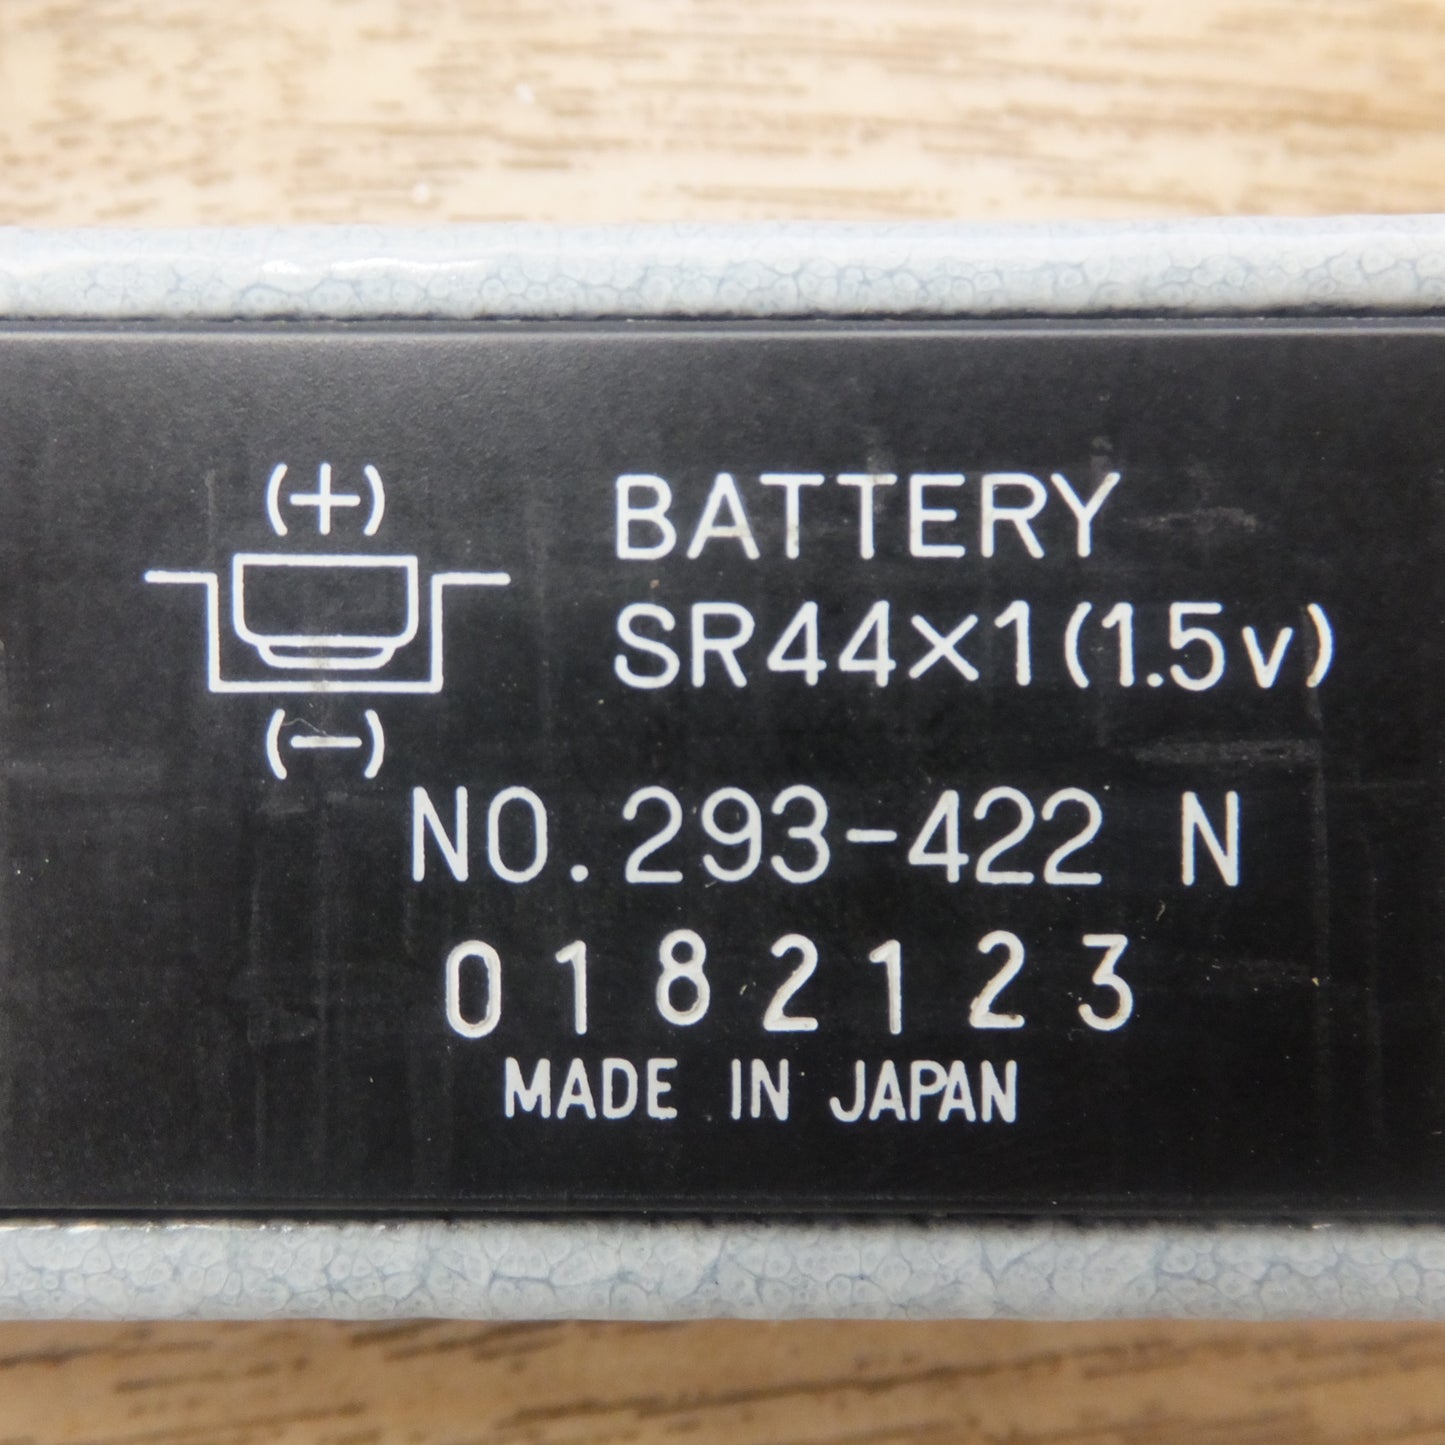 (+)
BATTERY
SR44×1(1.5v)
(−)
NO.293-422 N
0182123
MADE IN JAPAN